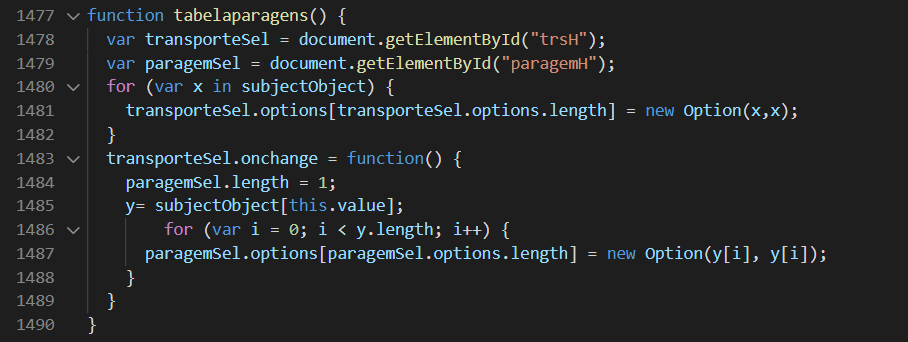 1477 function tabelaparagens() {
1478 var transporteSel = document.getElementById("trsH");
1479 var paragemSel = document.getElementById("paragemH");
1480 for (var x in subjectObject) {
1481 transporteSel.options[transporteSel.options.length] = new Option(x,x);
1482 }
1483 transporteSel.onchange = function() {
1484 paragemSel.length = 1;
1485 y= subjectObject[this.value];
1486 for (var i = 0; i < y.length; i++) {
1487 paragemSel.options[paragemSel.options.length] = new Option(y[i], y[i]);
1488 }
1489 }
1490 }